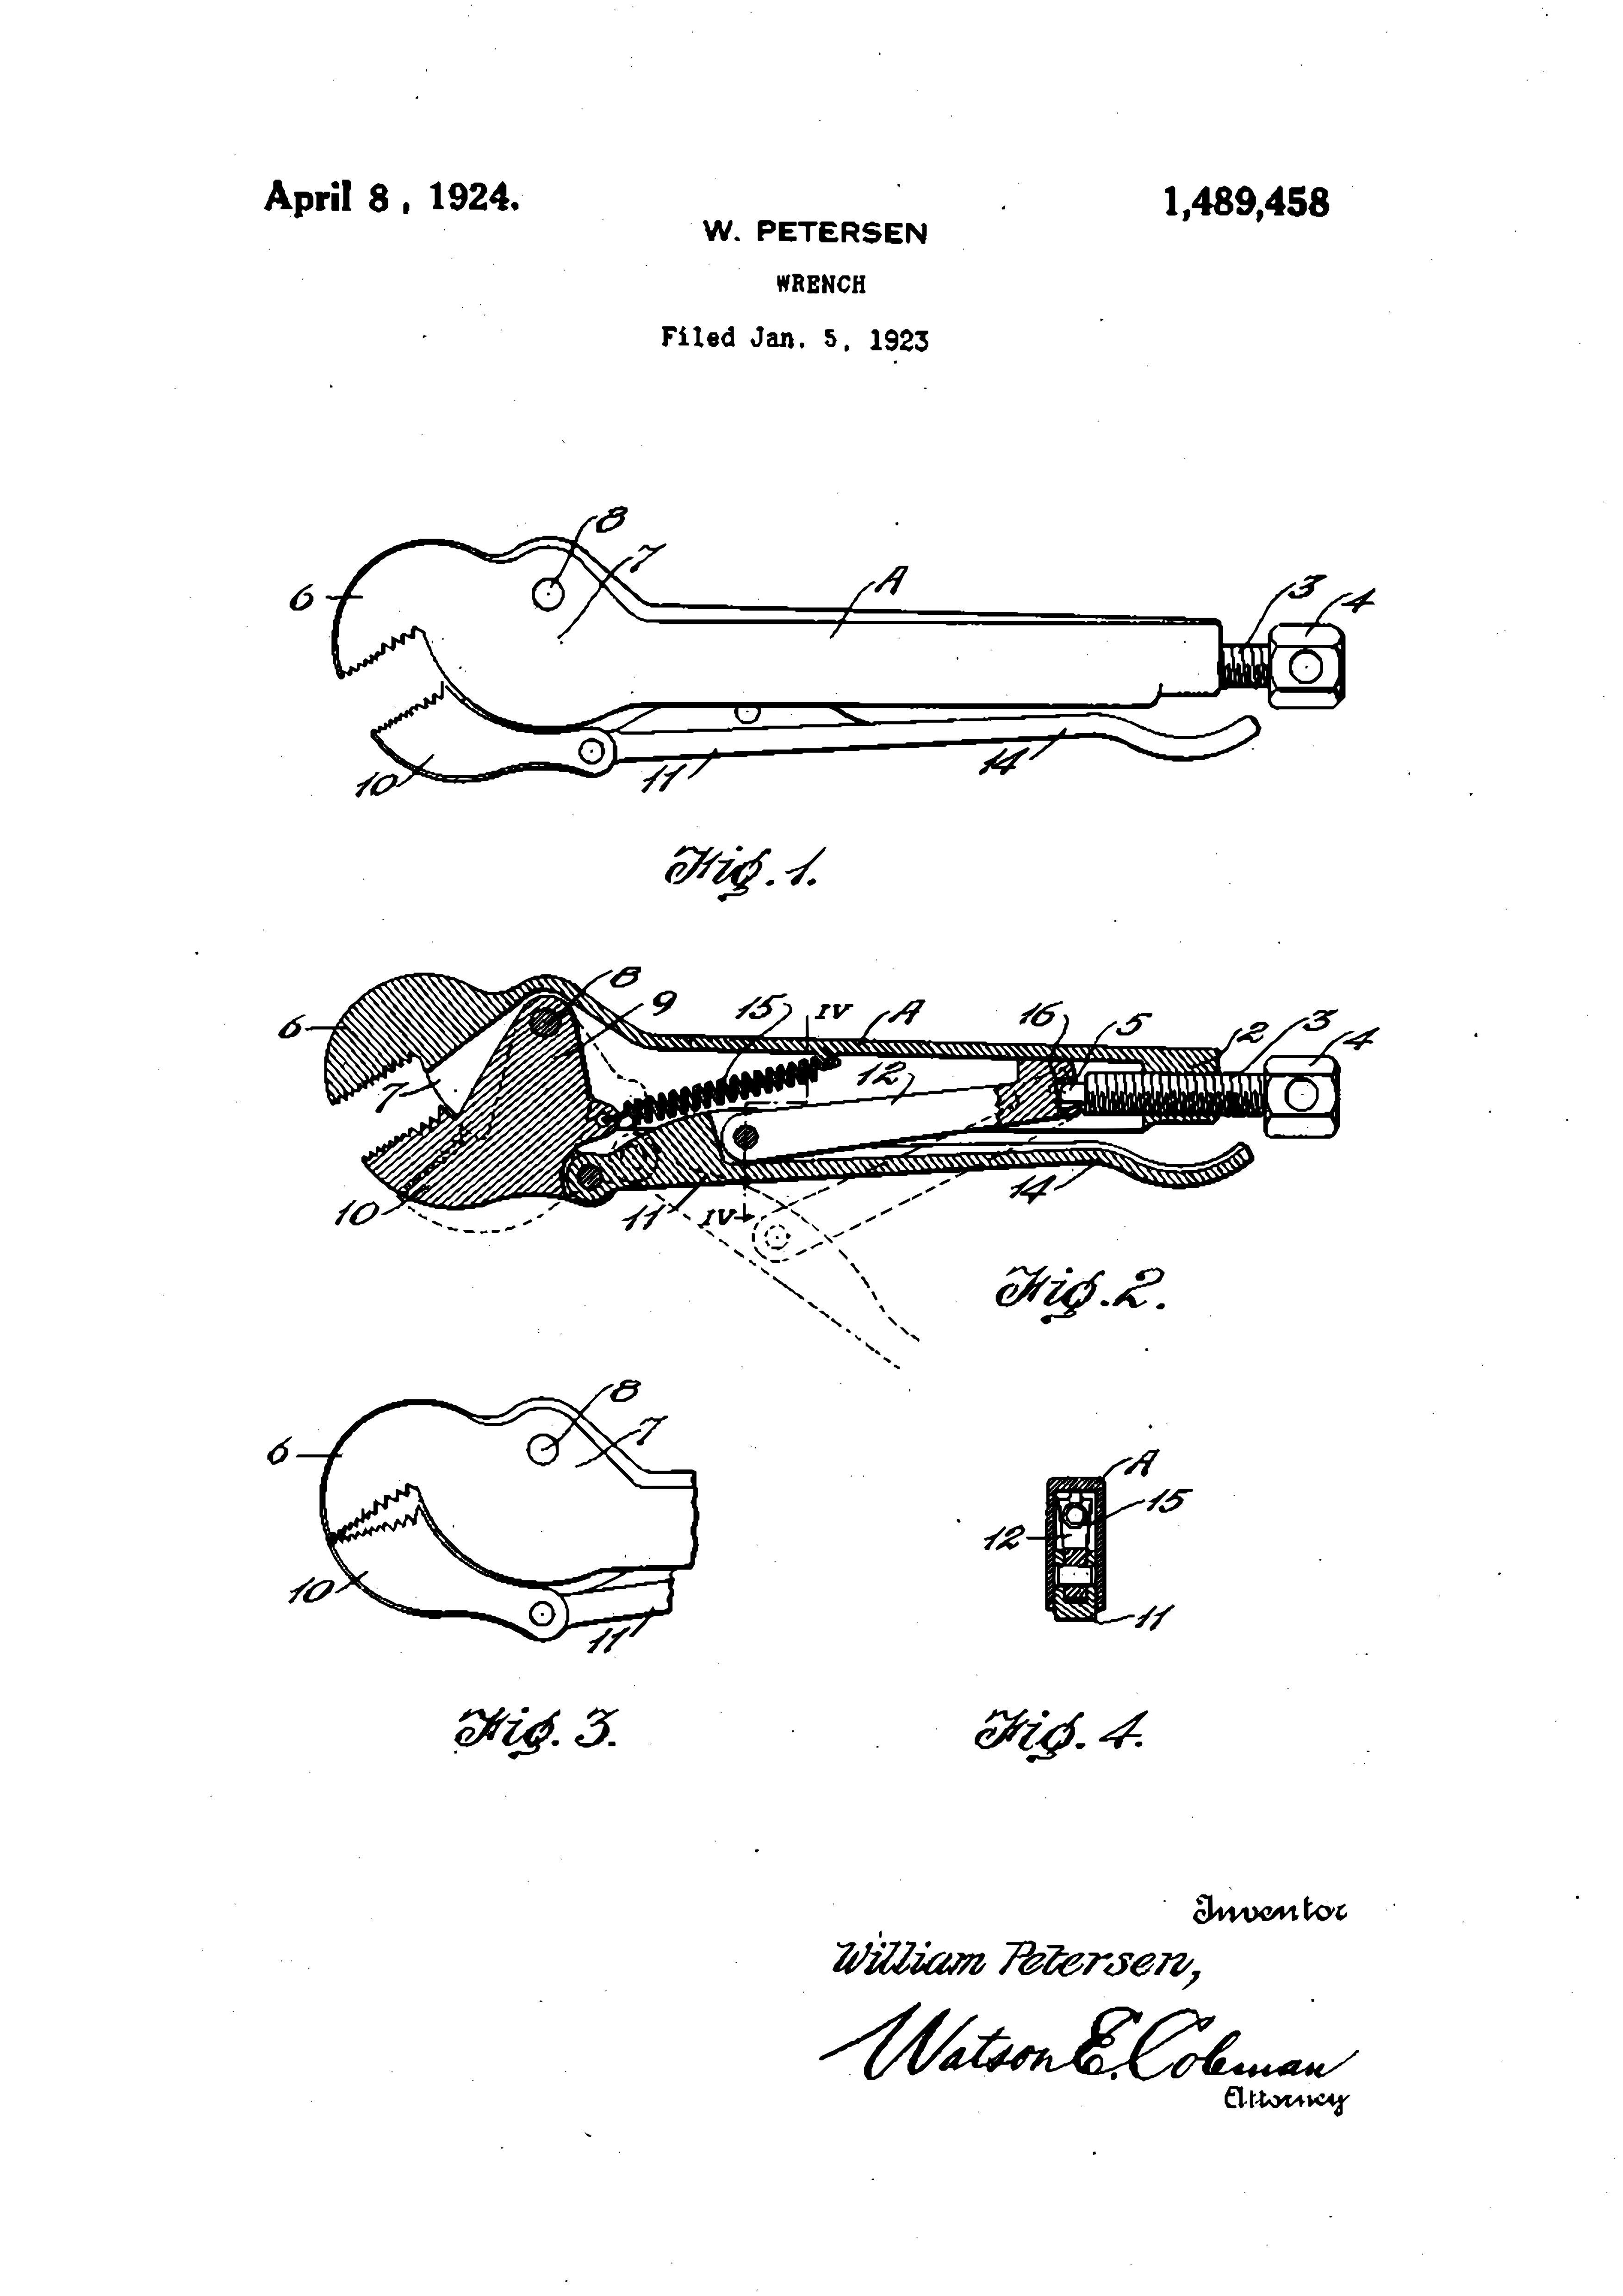 April 8, 1924.
1,489,458
W. PETERSEN
WRENCH
Filed Jan. 5, 1923
8
7
A
6
3
4
10
11
14
Fig. 1.
8
9
15
IV
A
16
5
2
3
4
6
7
12
10
11
IV
14
Fig. 2.
8
7
6
10
11
Fig. 3.
A
15
12
11
Fig. 4.
Inventor
William Petersen,
Watson E. Coleman
Attorney